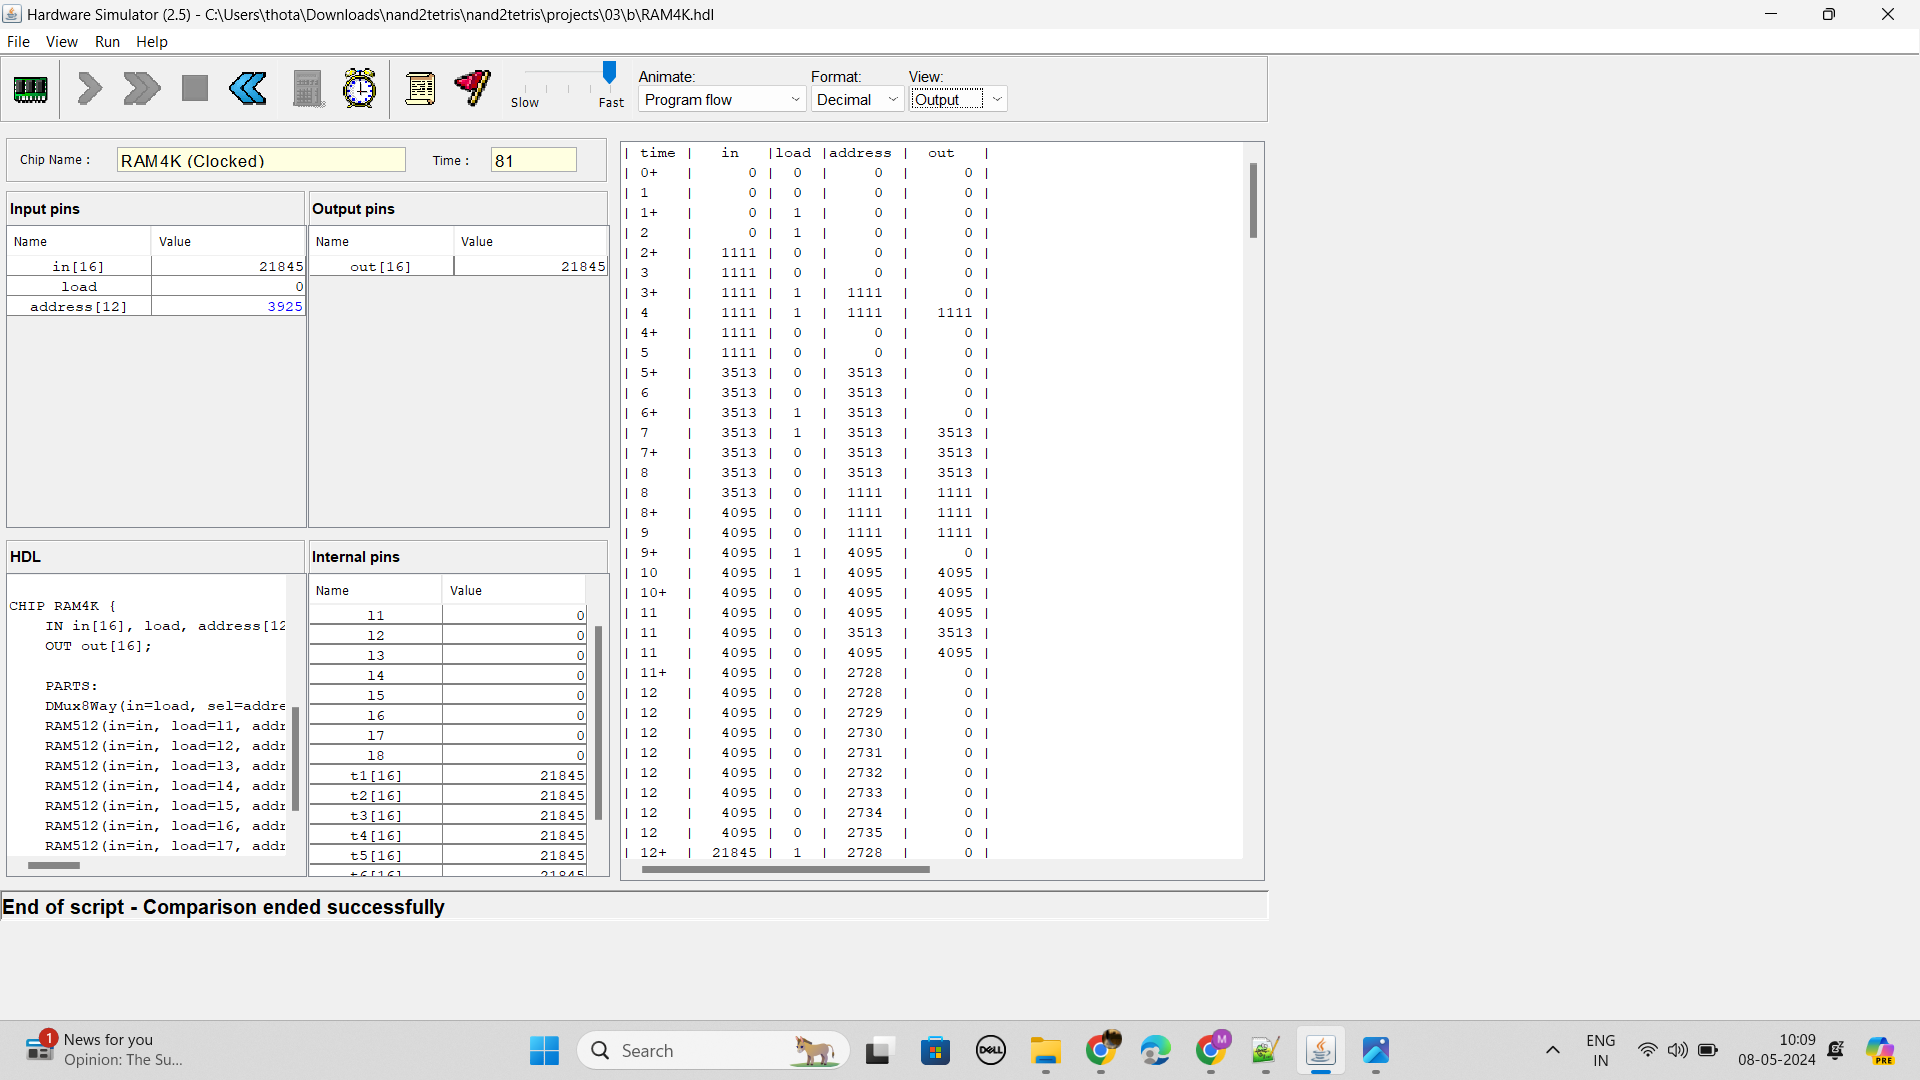 Hardware Simulator (2.5) - C:\Users\thota\Downloads\nand2tetris\nand2tetris\projects\03\b\RAM4K.hdl
File View Run Help
Slow Fast
Animate: Format: View:
Program flow Decimal Output
Chip Name : RAM4K (Clocked) Time : 81
Input pins
Name Value
in[16] 21845
load 0
address[12] 3925
Output pins
Name Value
out[16] 21845
HDL
CHIP RAM4K {
IN in[16], load, address[12
OUT out[16];
PARTS:
DMux8Way(in=load, sel=addre
RAM512(in=in, load=l1, addr
RAM512(in=in, load=l2, addr
RAM512(in=in, load=l3, addr
RAM512(in=in, load=l4, addr
RAM512(in=in, load=l5, addr
RAM512(in=in, load=l6, addr
RAM512(in=in, load=l7, addr
Internal pins
Name Value
l1 0
l2 0
l3 0
l4 0
l5 0
l6 0
l7 0
l8 0
t1[16] 21845
t2[16] 21845
t3[16] 21845
t4[16] 21845
t5[16] 21845
t6[16] 21845
| time | in |load |address | out |
| 0+ | 0 | 0 | 0 | 0 |
| 1 | 0 | 0 | 0 | 0 |
| 1+ | 0 | 1 | 0 | 0 |
| 2 | 0 | 1 | 0 | 0 |
| 2+ | 1111 | 0 | 0 | 0 |
| 3 | 1111 | 0 | 0 | 0 |
| 3+ | 1111 | 1 | 1111 | 0 |
| 4 | 1111 | 1 | 1111 | 1111 |
| 4+ | 1111 | 0 | 0 | 0 |
| 5 | 1111 | 0 | 0 | 0 |
| 5+ | 3513 | 0 | 3513 | 0 |
| 6 | 3513 | 0 | 3513 | 0 |
| 6+ | 3513 | 1 | 3513 | 0 |
| 7 | 3513 | 1 | 3513 | 3513 |
| 7+ | 3513 | 0 | 3513 | 3513 |
| 8 | 3513 | 0 | 3513 | 3513 |
| 8 | 3513 | 0 | 1111 | 1111 |
| 8+ | 4095 | 0 | 1111 | 1111 |
| 9 | 4095 | 0 | 1111 | 1111 |
| 9+ | 4095 | 1 | 4095 | 0 |
| 10 | 4095 | 1 | 4095 | 4095 |
| 10+ | 4095 | 0 | 4095 | 4095 |
| 11 | 4095 | 0 | 4095 | 4095 |
| 11 | 4095 | 0 | 3513 | 3513 |
| 11 | 4095 | 0 | 4095 | 4095 |
| 11+ | 4095 | 0 | 2728 | 0 |
| 12 | 4095 | 0 | 2728 | 0 |
| 12 | 4095 | 0 | 2729 | 0 |
| 12 | 4095 | 0 | 2730 | 0 |
| 12 | 4095 | 0 | 2731 | 0 |
| 12 | 4095 | 0 | 2732 | 0 |
| 12 | 4095 | 0 | 2733 | 0 |
| 12 | 4095 | 0 | 2734 | 0 |
| 12 | 4095 | 0 | 2735 | 0 |
| 12+ | 21845 | 1 | 2728 | 0 |
End of script - Comparison ended successfully
1
News for you
Opinion: The Su...
Search
DELL
M
ENG
IN
10:09
08-05-2024
PRE